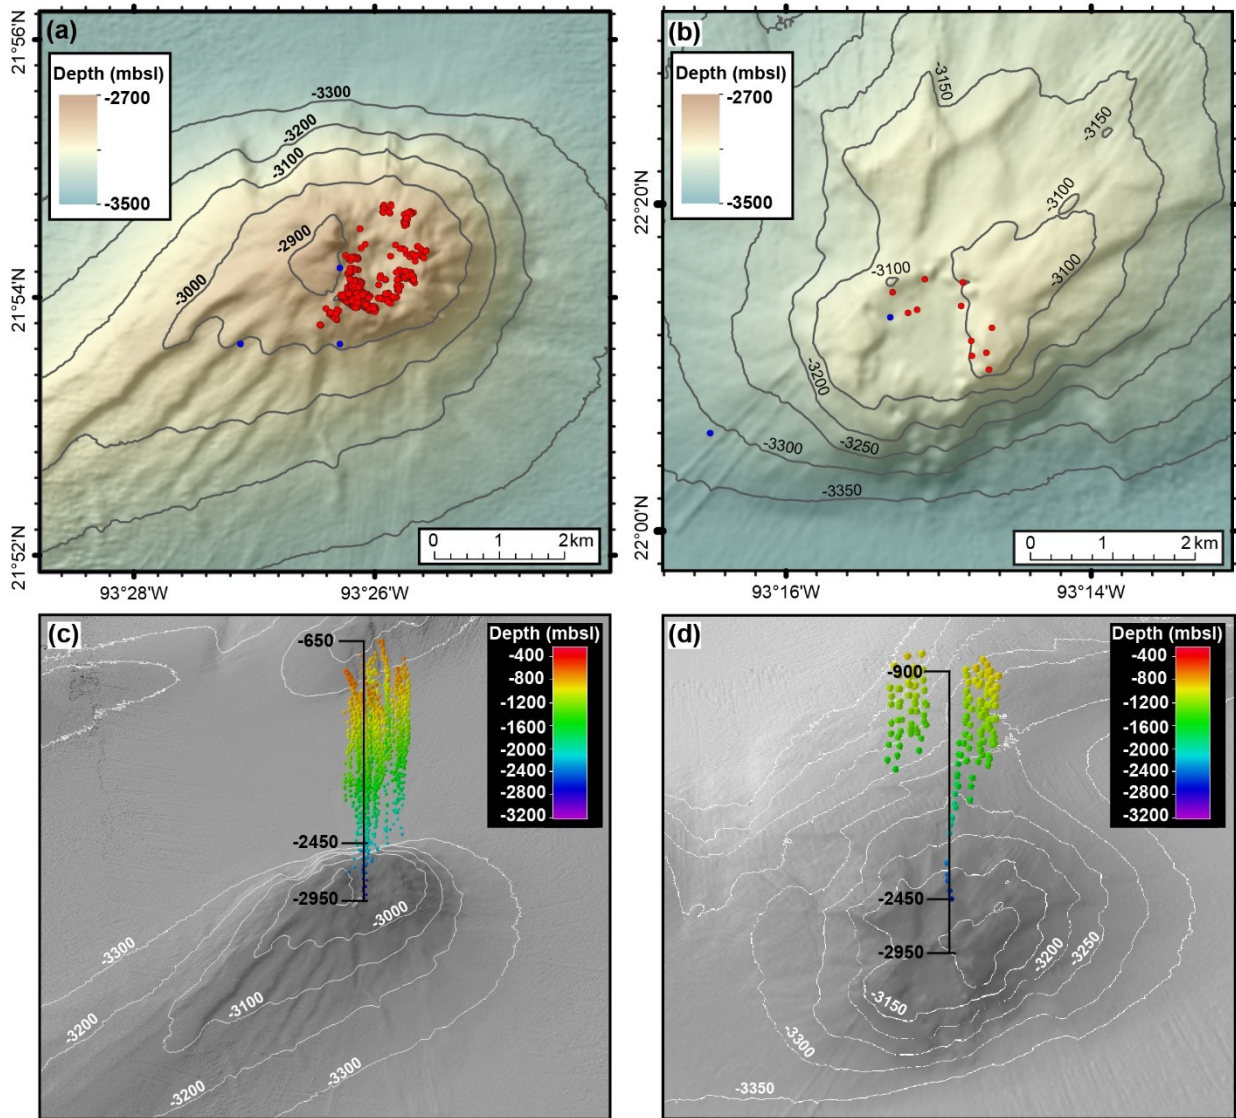 (a)
Depth (mbsl)
-2700
-3500
-3300
-3200
-3100
-2900
-3000
0 1 2 km
21°56'N
21°54'N
21°52'N
93°28'W
93°26'W
(b)
Depth (mbsl)
-2700
-3500
-3150
-3150
-3100
-3100
-3100
-3200
-3250
-3300
-3350
0 1 2 km
22°20'N
22°00'N
93°16'W
93°14'W
(c)
-650
-2450
-2950
Depth (mbsl)
-400
-800
-1200
-1600
-2000
-2400
-2800
-3200
-3000
-3300
-3100
-3200
-3300
-3200
(d)
-900
-2450
-2950
Depth (mbsl)
-400
-800
-1200
-1600
-2000
-2400
-2800
-3200
-3200
-3250
-3150
-3300
-3350